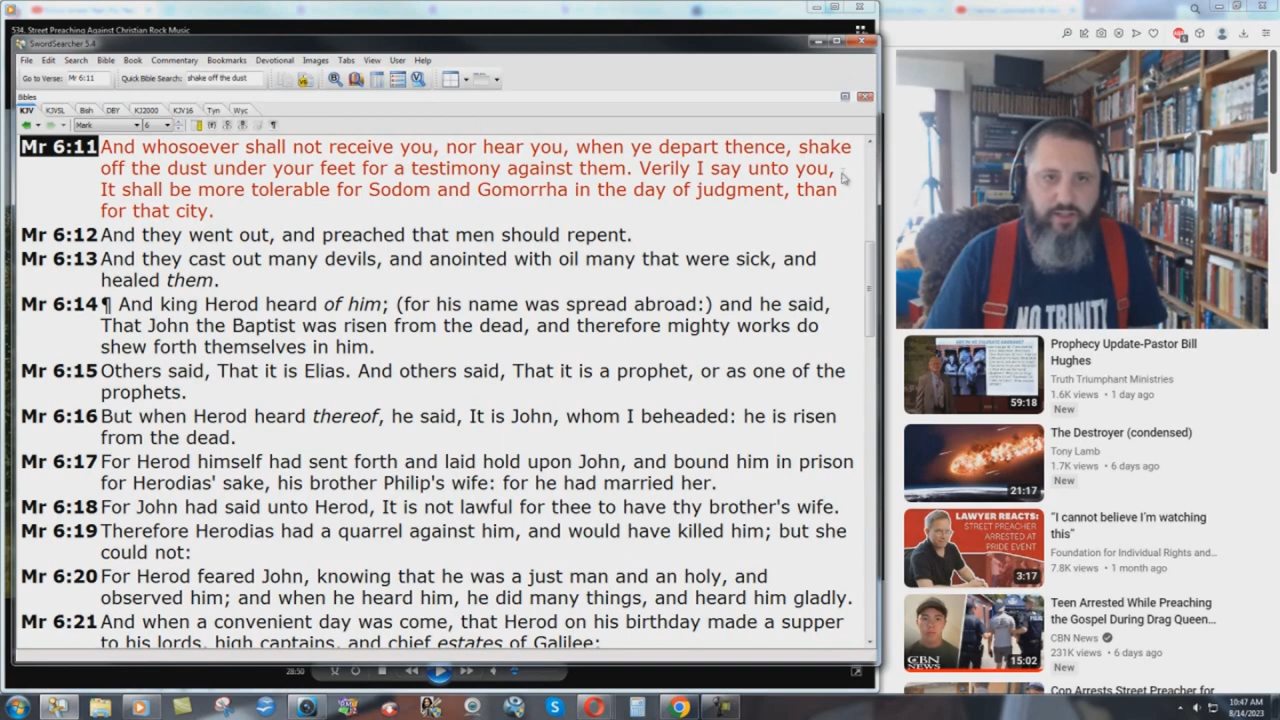 534. Street Preaching Against Christian Rock Music
SwordSearcher 5.4
File Edit Search Bible Book Commentary Bookmarks Devotional Images Tabs View User Help
Go to Verse: Mr 6:11 Quick Bible Search: shake off the dust
Bibles
KJV KJVSL Bish DBY KJ2000 KJV16 Tyn Wyc
Mark 6
Mr 6:11 And whosoever shall not receive you, nor hear you, when ye depart thence, shake
off the dust under your feet for a testimony against them. Verily I say unto you,
It shall be more tolerable for Sodom and Gomorrha in the day of judgment, than
for that city.
Mr 6:12 And they went out, and preached that men should repent.
Mr 6:13 And they cast out many devils, and anointed with oil many that were sick, and
healed them.
Mr 6:14 ¶ And king Herod heard of him; (for his name was spread abroad:) and he said,
That John the Baptist was risen from the dead, and therefore mighty works do
shew forth themselves in him.
Mr 6:15 Others said, That it is Elias. And others said, That it is a prophet, or as one of the
prophets.
Mr 6:16 But when Herod heard thereof, he said, It is John, whom I beheaded: he is risen
from the dead.
Mr 6:17 For Herod himself had sent forth and laid hold upon John, and bound him in prison
for Herodias' sake, his brother Philip's wife: for he had married her.
Mr 6:18 For John had said unto Herod, It is not lawful for thee to have thy brother's wife.
Mr 6:19 Therefore Herodias had a quarrel against him, and would have killed him; but she
could not:
Mr 6:20 For Herod feared John, knowing that he was a just man and an holy, and
observed him; and when he heard him, he did many things, and heard him gladly.
Mr 6:21 And when a convenient day was come, that Herod on his birthday made a supper
to his lords, high captains, and chief estates of Galilee;
28:50
NO TRINITY
Prophecy Update-Pastor Bill
Hughes
Truth Triumphant Ministries
1.6K views • 1 day ago
New
59:18
The Destroyer (condensed)
Tony Lamb
1.7K views • 6 days ago
New
21:17
LAWYER REACTS:
STREET PREACHER
ARRESTED AT
PRIDE EVENT
3:17
"I cannot believe I'm watching
this"
Foundation for Individual Rights and...
7.8K views • 1 month ago
CBN NEWS
15:02
Teen Arrested While Preaching
the Gospel During Drag Queen...
CBN News
231K views • 6 days ago
New
Cop Arrests Street Preacher for
10:47 AM
8/14/2023